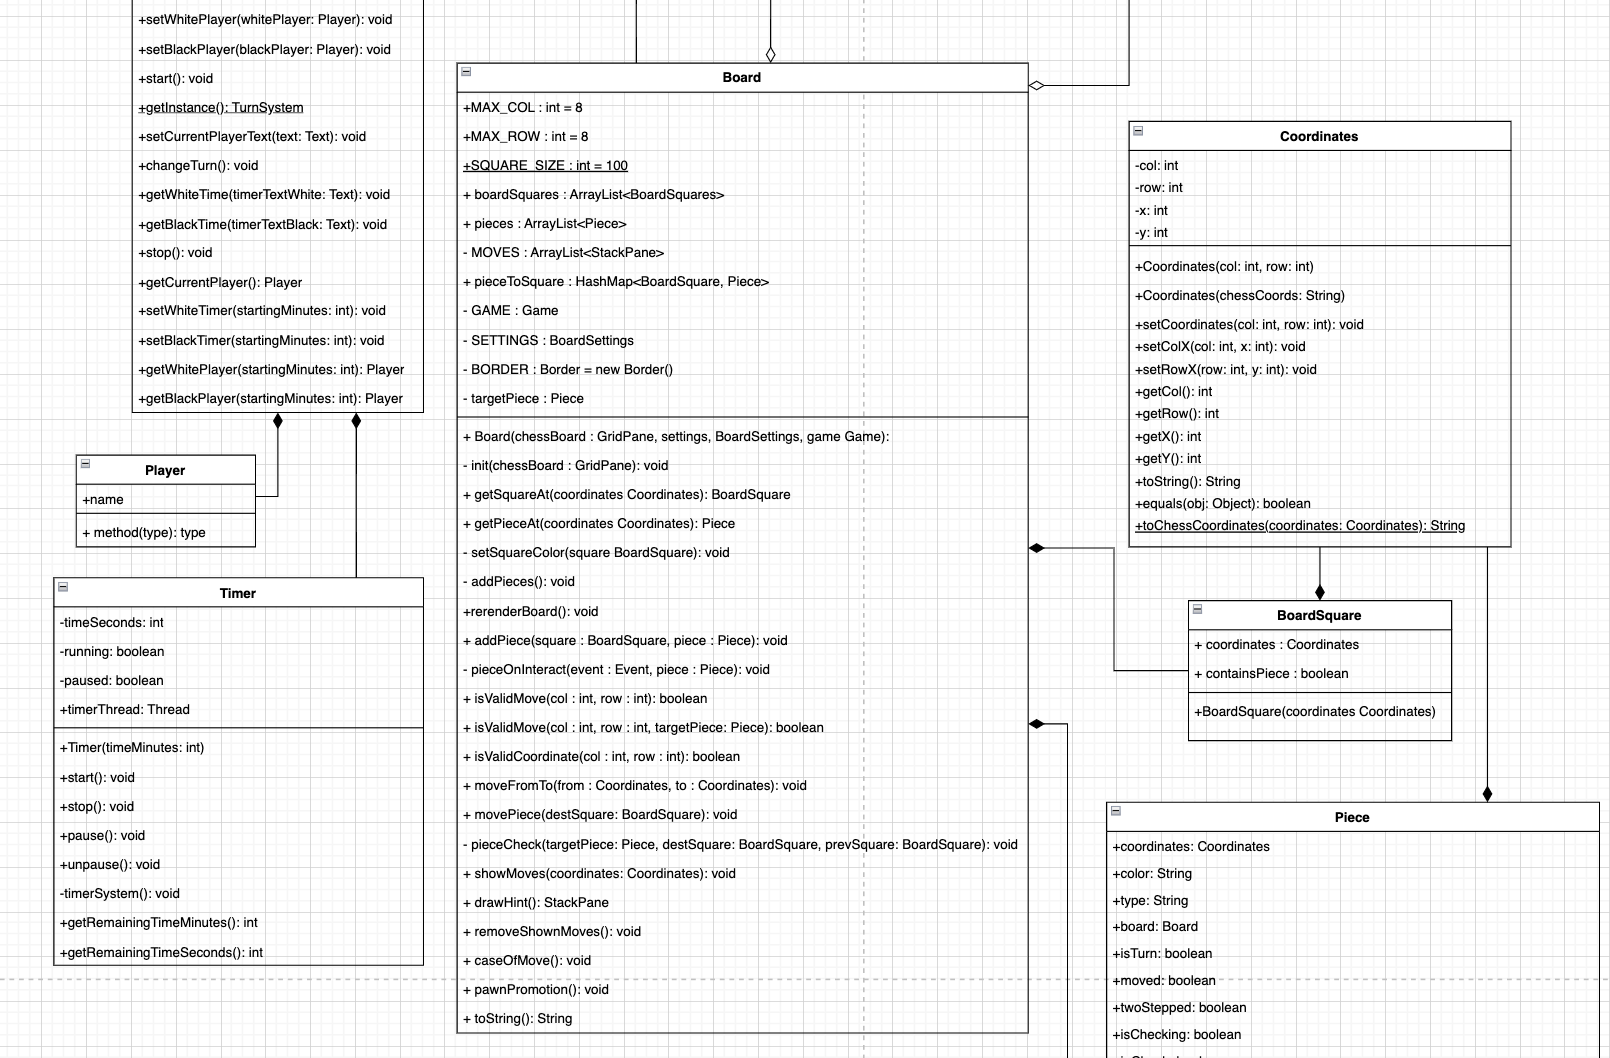 +setWhitePlayer(whitePlayer: Player): void
+setBlackPlayer(blackPlayer: Player): void
+start(): void
+getInstance(): TurnSystem
+setCurrentPlayerText(text: Text): void
+changeTurn(): void
+getWhiteTime(timerTextWhite: Text): void
+getBlackTime(timerTextBlack: Text): void
+stop(): void
+getCurrentPlayer(): Player
+setWhiteTimer(startingMinutes: int): void
+setBlackTimer(startingMinutes: int): void
+getWhitePlayer(startingMinutes: int): Player
+getBlackPlayer(startingMinutes: int): Player
Player
+name
+ method(type): type
Timer
-timeSeconds: int
-running: boolean
-paused: boolean
+timerThread: Thread
+Timer(timeMinutes: int)
+start(): void
+stop(): void
+pause(): void
+unpause(): void
-timerSystem(): void
+getRemainingTimeMinutes(): int
+getRemainingTimeSeconds(): int
Board
+MAX_COL : int = 8
+MAX_ROW : int = 8
+SQUARE_SIZE : int = 100
+ boardSquares : ArrayList<BoardSquares>
+ pieces : ArrayList<Piece>
- MOVES : ArrayList<StackPane>
+ pieceToSquare : HashMap<BoardSquare, Piece>
- GAME : Game
- SETTINGS : BoardSettings
- BORDER : Border = new Border()
- targetPiece : Piece
+ Board(chessBoard : GridPane, settings, BoardSettings, game Game):
- init(chessBoard : GridPane): void
+ getSquareAt(coordinates Coordinates): BoardSquare
+ getPieceAt(coordinates Coordinates): Piece
- setSquareColor(square BoardSquare): void
- addPieces(): void
+rerenderBoard(): void
+ addPiece(square : BoardSquare, piece : Piece): void
- pieceOnInteract(event : Event, piece : Piece): void
+ isValidMove(col : int, row : int): boolean
+ isValidMove(col : int, row : int, targetPiece: Piece): boolean
+ isValidCoordinate(col : int, row : int): boolean
+ moveFromTo(from : Coordinates, to : Coordinates): void
+ movePiece(destSquare: BoardSquare): void
- pieceCheck(targetPiece: Piece, destSquare: BoardSquare, prevSquare: BoardSquare): void
+ showMoves(coordinates: Coordinates): void
+ drawHint(): StackPane
+ removeShownMoves(): void
+ caseOfMove(): void
+ pawnPromotion(): void
+ toString(): String
Coordinates
-col: int
-row: int
-x: int
-y: int
+Coordinates(col: int, row: int)
+Coordinates(chessCoords: String)
+setCoordinates(col: int, row: int): void
+setColX(col: int, x: int): void
+setRowX(row: int, y: int): void
+getCol(): int
+getRow(): int
+getX(): int
+getY(): int
+toString(): String
+equals(obj: Object): boolean
+toChessCoordinates(coordinates: Coordinates): String
BoardSquare
+ coordinates : Coordinates
+ containsPiece : boolean
+BoardSquare(coordinates Coordinates)
Piece
+coordinates: Coordinates
+color: String
+type: String
+board: Board
+isTurn: boolean
+moved: boolean
+twoStepped: boolean
+isChecking: boolean